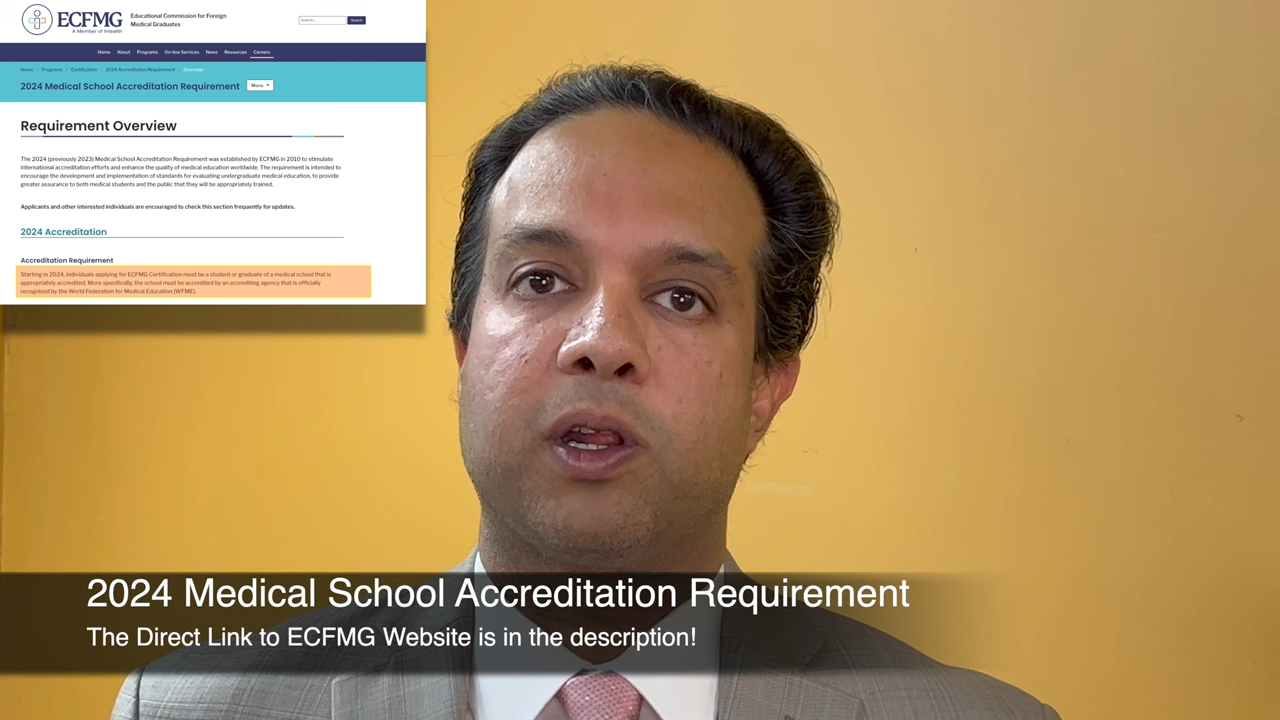 ECFMG
A Member of Intealth
Educational Commission for Foreign
Medical Graduates
Search ...
Search
Home About Programs On-line Services News Resources Careers
Home / Programs / Certification / 2024 Accreditation Requirement / Overview
2024 Medical School Accreditation Requirement
Menu
Requirement Overview
The 2024 (previously 2023) Medical School Accreditation Requirement was established by ECFMG in 2010 to stimulate
international accreditation efforts and enhance the quality of medical education worldwide. The requirement is intended to
encourage the development and implementation of standards for evaluating undergraduate medical education, to provide
greater assurance to both medical students and the public that they will be appropriately trained.
Applicants and other interested individuals are encouraged to check this section frequently for updates.
2024 Accreditation
Accreditation Requirement
Starting in 2024, individuals applying for ECFMG Certification must be a student or graduate of a medical school that is
appropriately accredited. More specifically, the school must be accredited by an accrediting agency that is officially
recognized by the World Federation for Medical Education (WFME).
2024 Medical School Accreditation Requirement
The Direct Link to ECFMG Website is in the description!